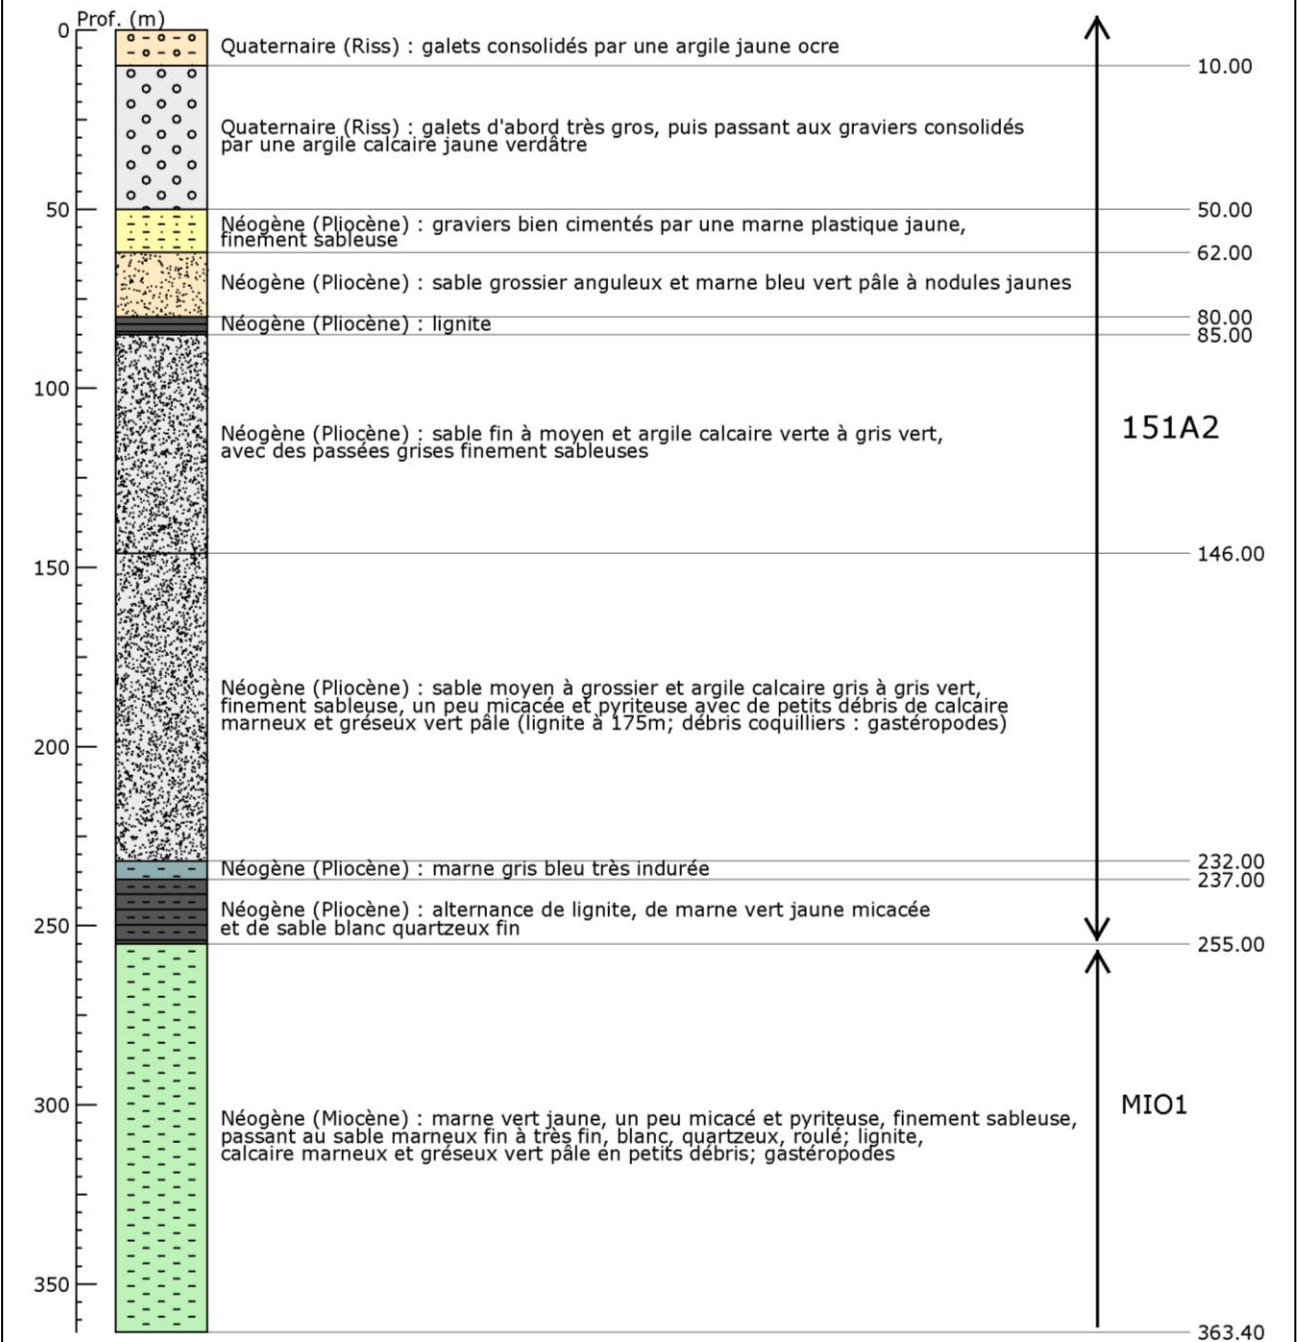 Prof. (m)
0
Quaternaire (Riss) : galets consolidés par une argile jaune ocre
10.00
Quaternaire (Riss) : galets d'abord très gros, puis passant aux graviers consolidés
par une argile calcaire jaune verdâtre
50
50.00
Néogène (Pliocène) : graviers bien cimentés par une marne plastique jaune,
finement sableuse
62.00
Néogène (Pliocène) : sable grossier anguleux et marne bleu vert pâle à nodules jaunes
80.00
Néogène (Pliocène) : lignite
85.00
100
151A2
Néogène (Pliocène) : sable fin à moyen et argile calcaire verte à gris vert,
avec des passées grises finement sableuses
146.00
150
Néogène (Pliocène) : sable moyen à grossier et argile calcaire gris à gris vert,
finement sableuse, un peu micacée et pyriteuse avec de petits débris de calcaire
marneux et gréseux vert pâle (lignite à 175m; débris coquilliers : gastéropodes)
200
232.00
Néogène (Pliocène) : marne gris bleu très indurée
237.00
Néogène (Pliocène) : alternance de lignite, de marne vert jaune micacée
et de sable blanc quartzeux fin
250
255.00
300
MIO1
Néogène (Miocène) : marne vert jaune, un peu micacé et pyriteuse, finement sableuse,
passant au sable marneux fin à très fin, blanc, quartzeux, roulé; lignite,
calcaire marneux et gréseux vert pâle en petits débris; gastéropodes
350
363.40